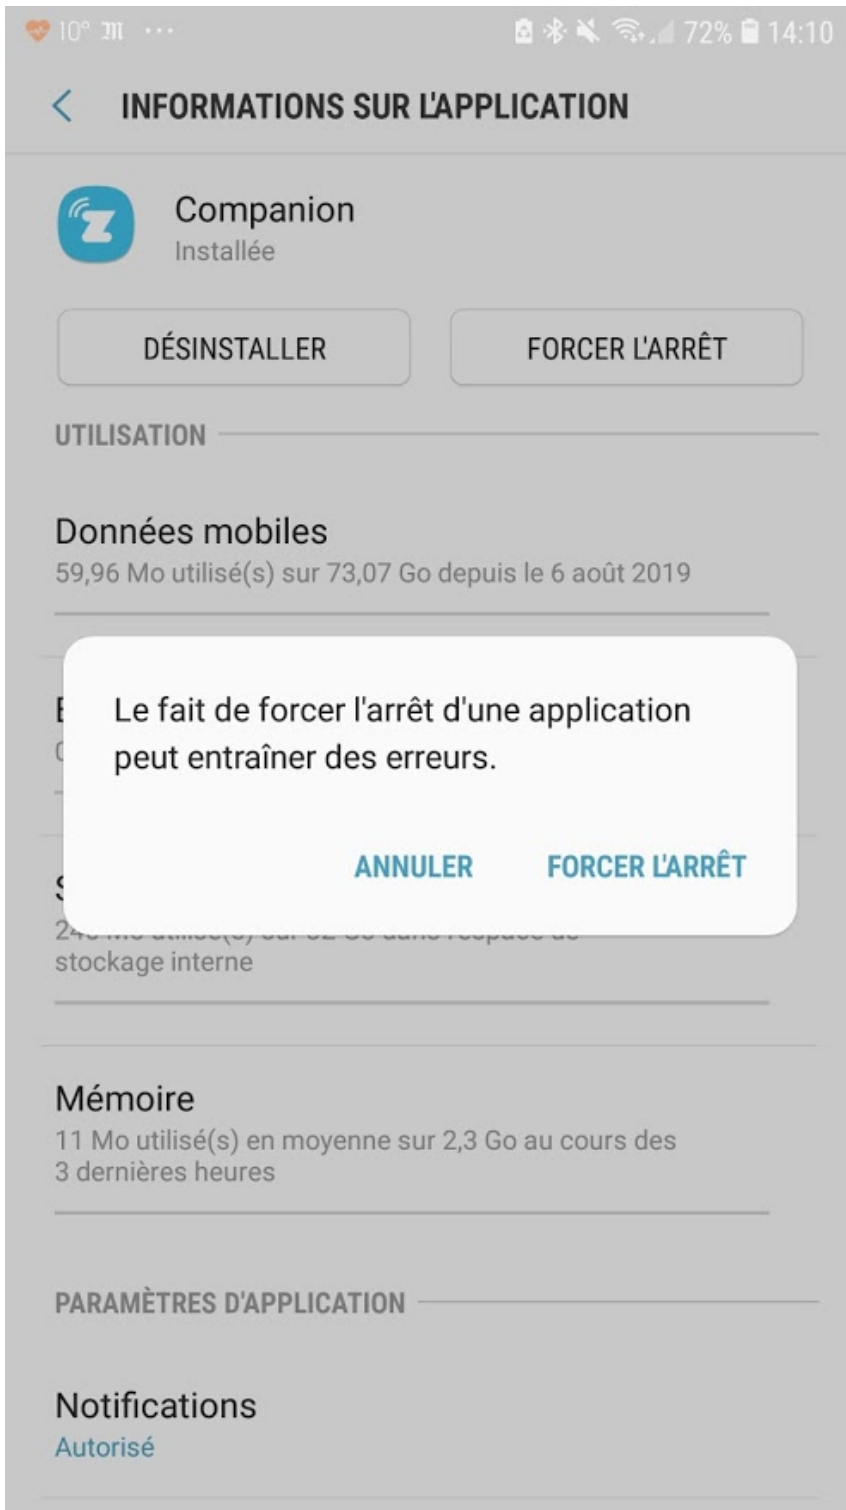 10° ···
72% 14:10
INFORMATIONS SUR L'APPLICATION
Companion
Installée
DÉSINSTALLER
FORCER L'ARRÊT
UTILISATION
Données mobiles
59,96 Mo utilisé(s) sur 73,07 Go depuis le 6 août 2019
Le fait de forcer l'arrêt d'une application
peut entraîner des erreurs.
ANNULER
FORCER L'ARRÊT
stockage interne
Mémoire
11 Mo utilisé(s) en moyenne sur 2,3 Go au cours des
3 dernières heures
PARAMÈTRES D'APPLICATION
Notifications
Autorisé